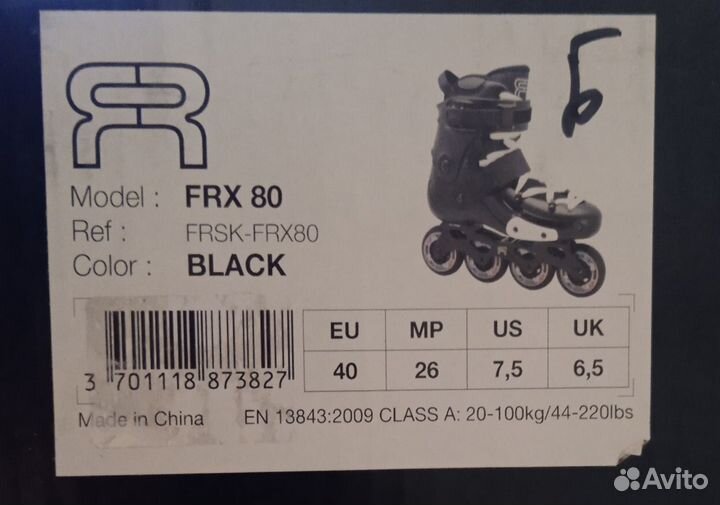 Б
Model : FRX 80
Ref : FRSK-FRX80
Color : BLACK
EU MP US UK
40 26 7,5 6,5
3 701118 873827
Made in China EN 13843:2009 CLASS A: 20-100kg/44-220lbs
Avito